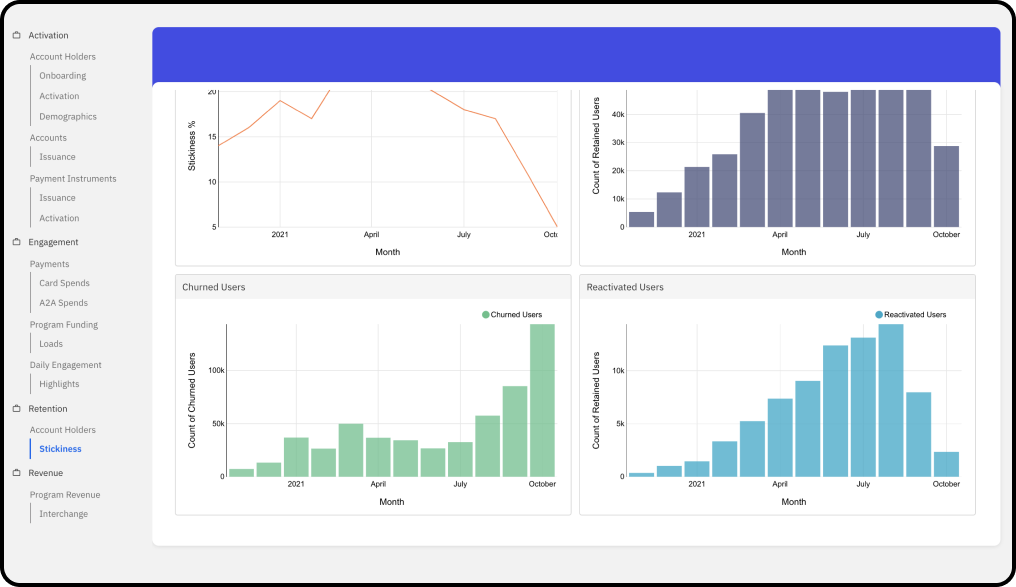 Activation
Account Holders
Onboarding
Activation
Demographics
Accounts
Issuance
Payment Instruments
Issuance
Activation
Engagement
Payments
Card Spends
A2A Spends
Program Funding
Loads
Daily Engagement
Highlights
Retention
Account Holders
Stickiness
Revenue
Program Revenue
Interchange
20
15
10
5
Stickiness %
2021 April July Octo
Month
40k
30k
20k
10k
0
Count of Retained Users
2021 April July October
Month
Churned Users
Churned Users
100k
50k
0
Count of Churned Users
2021 April July October
Month
Reactivated Users
Reactivated Users
10k
5k
0
Count of Retained Users
2021 April July October
Month